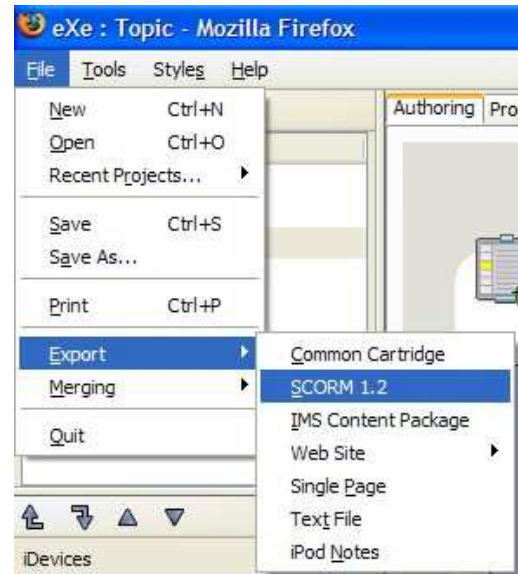 eXe : Topic - Mozilla Firefox
File Tools Styles Help
New Ctrl+N
Open Ctrl+O
Recent Projects...
Save Ctrl+S
Save As...
Print Ctrl+P
Export
Merging
Quit
Authoring
Common Cartridge
SCORM 1.2
IMS Content Package
Web Site
Single Page
Text File
iPod Notes
iDevices